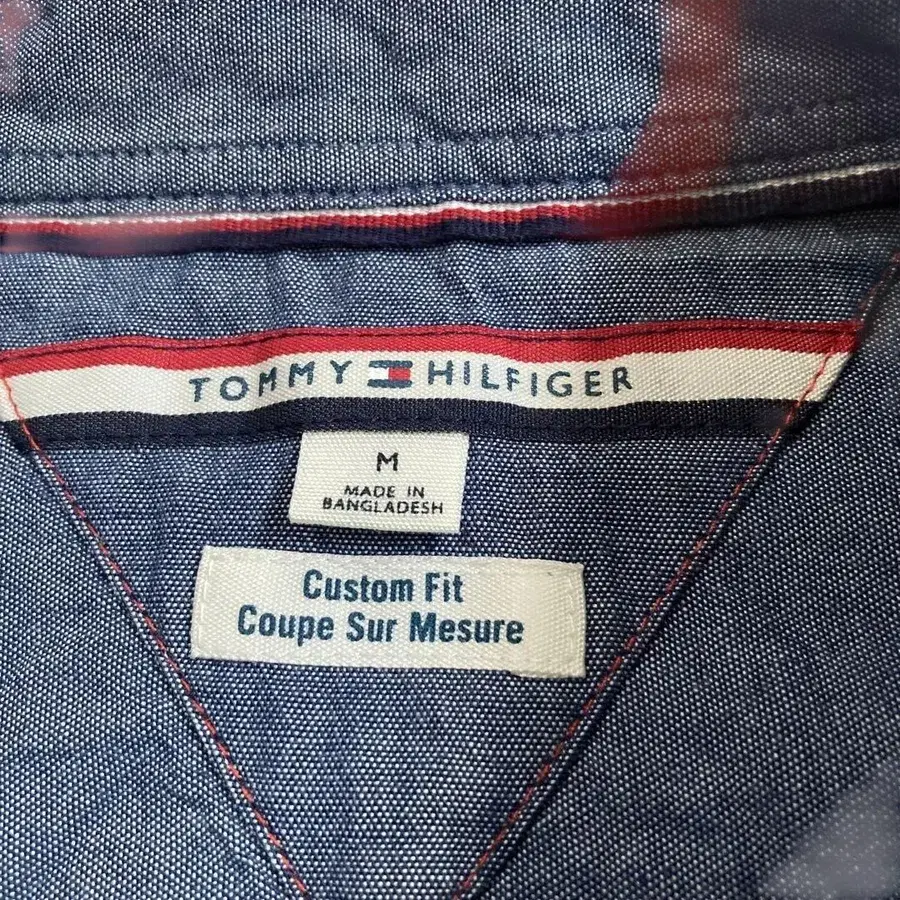 TOMMY HILFIGER
M
MADE IN
BANGLADESH
Custom Fit
Coupe Sur Mesure